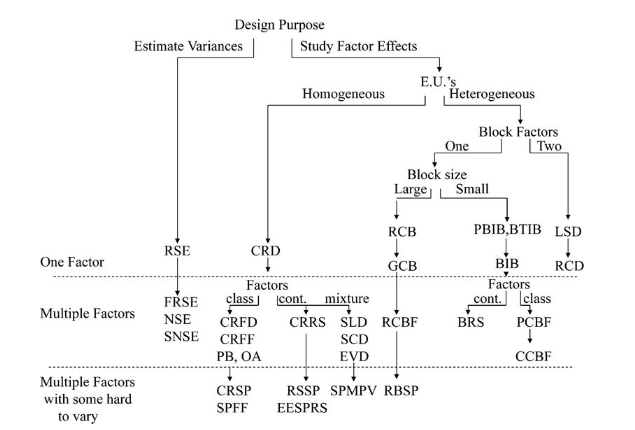 Design Purpose
Estimate Variances
Study Factor Effects
E.U.'s
Homogeneous
Heterogeneous
Block Factors
One
Two
Block size
Large
Small
RCB
PBIB,BTIB
LSD
RSE
CRD
GCB
BIB
RCD
One Factor
Factors
class
cont.
mixture
Factors
cont.
class
Multiple Factors
FRSE
NSE
SNSE
CRFD
CRFF
PB, OA
CRRS
SLD
SCD
EVD
RCBF
BRS
PCBF
CCBF
Multiple Factors
with some hard
to vary
CRSP
SPFF
RSSP
EESPRS
SPMPV
RBSP